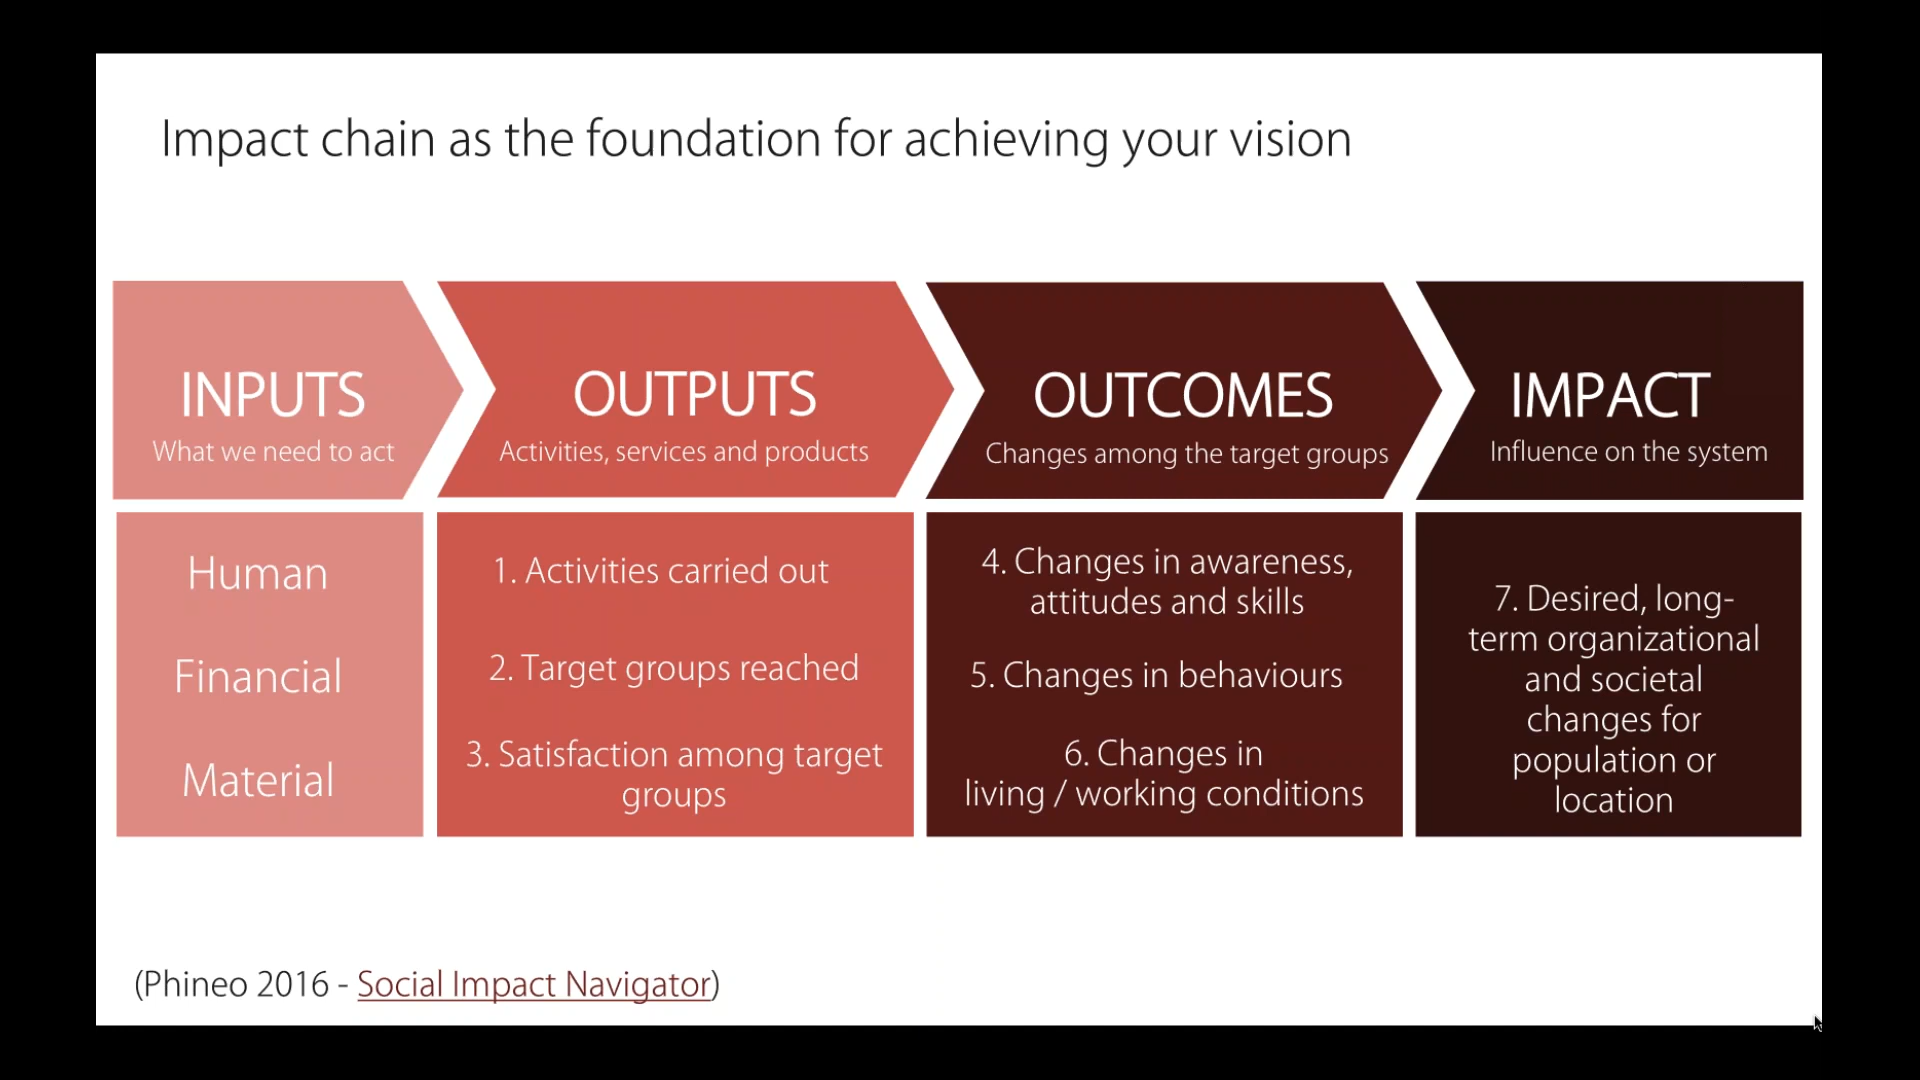 Impact chain as the foundation for achieving your vision
INPUTS
What we need to act
OUTPUTS
Activities, services and products
OUTCOMES
Changes among the target groups
IMPACT
Influence on the system
Human
Financial
Material
1. Activities carried out
2. Target groups reached
3. Satisfaction among target
groups
4. Changes in awareness,
attitudes and skills
5. Changes in behaviours
6. Changes in
living / working conditions
7. Desired, long-
term organizational
and societal
changes for
population or
location
(Phineo 2016 - Social Impact Navigator)